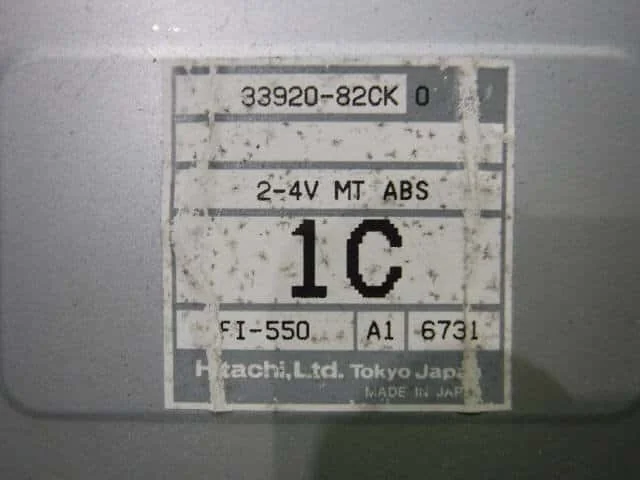 33920-82CK 0
2-4V MT ABS
1C
FI-550 A1 6731
Hitachi, Ltd. Tokyo Japan
MADE IN JAPAN